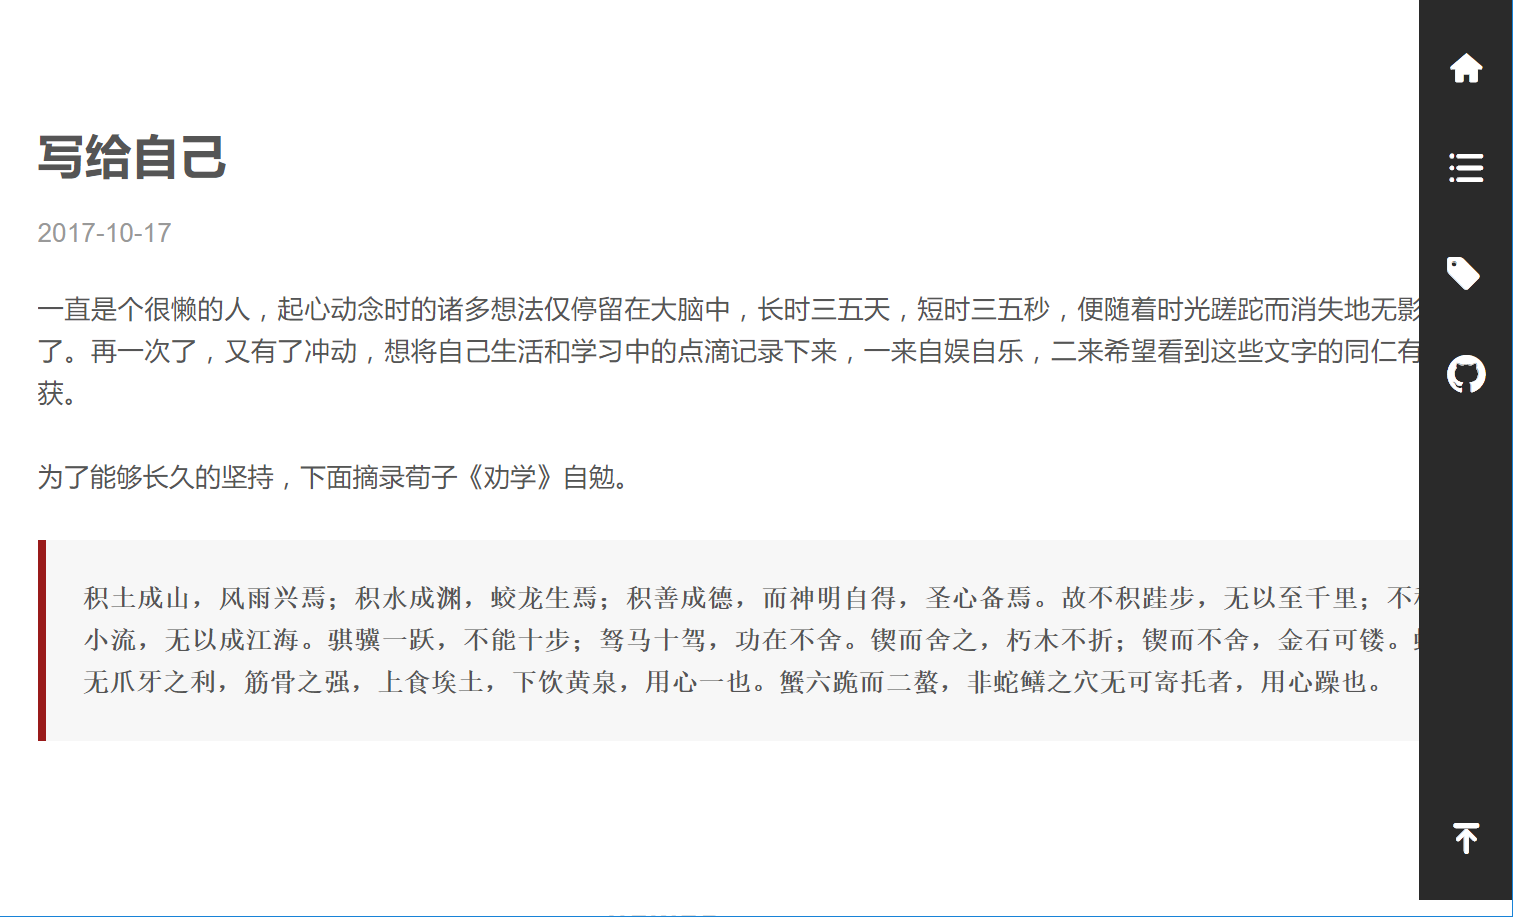 写给自己
2017-10-17
一直是个很懒的人，起心动念时的诸多想法仅停留在大脑中，长时三五天，短时三五秒，便随着时光蹉跎而消失地无影
了。再一次了，又有了冲动，想将自己生活和学习中的点滴记录下来，一来自娱自乐，二来希望看到这些文字的同仁有
获。
为了能够长久的坚持，下面摘录荀子《劝学》自勉。
积土成山，风雨兴焉；积水成渊，蛟龙生焉；积善成德，而神明自得，圣心备焉。故不积跬步，无以至千里；不
小流，无以成江海。骐骥一跃，不能十步；驽马十驾，功在不舍。锲而舍之，朽木不折；锲而不舍，金石可镂。
无爪牙之利，筋骨之强，上食埃土，下饮黄泉，用心一也。蟹六跪而二螯，非蛇鳝之穴无可寄托者，用心躁也。